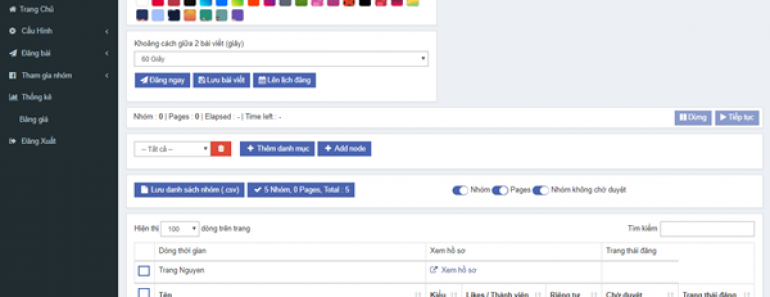 Trang Chủ
Cấu Hình
Đăng bài
Tham gia nhóm
Thống kê
Bảng giá
Đăng Xuất
Khoảng cách giữa 2 bài viết (giây)
60 Giây
Đăng ngay Lưu bài viết Lên lịch đăng
Nhóm : 0 | Pages : 0 | Elapsed : - | Time left : - Dừng Tiếp tục
-- Tất cả -- Thêm danh mục Add node
Lưu danh sách nhóm (.csv) 5 Nhóm, 0 Pages, Total : 5 Nhóm Pages Nhóm không chờ duyệt
Hiện thị 100 dòng trên trang Tìm kiếm
Dòng thời gian Xem hồ sơ Trạng thái đăng
Trang Nguyen Xem hồ sơ
Tên Kiểu Likes / Thành viên Riêng tư Chờ duyệt Trạng thái đăng